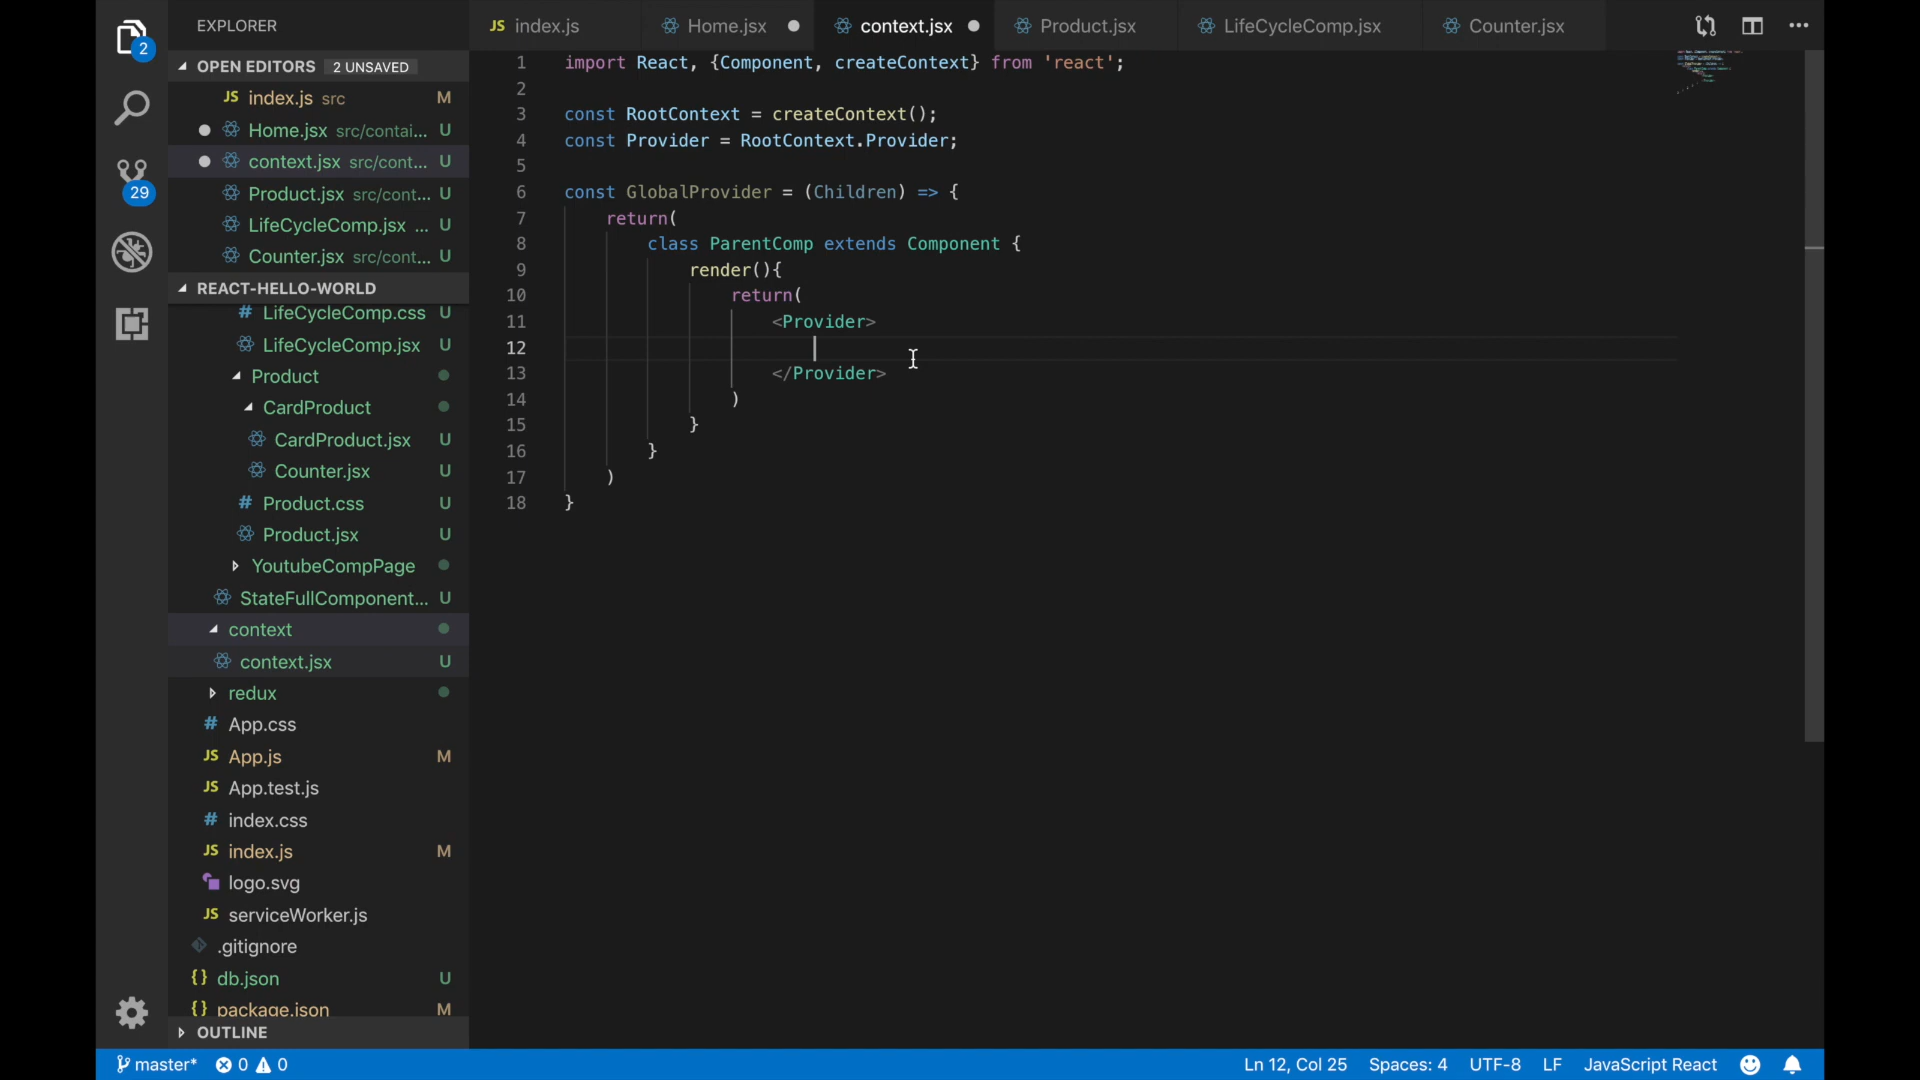 EXPLORER
OPEN EDITORS 2 UNSAVED
index.js src M
Home.jsx src/contai... U
context.jsx src/cont... U
Product.jsx src/cont... U
LifeCycleComp.jsx ... U
Counter.jsx src/cont... U
REACT-HELLO-WORLD
LifeCycleComp.css U
LifeCycleComp.jsx U
Product
CardProduct
CardProduct.jsx U
Counter.jsx U
Product.css U
Product.jsx U
YoutubeCompPage
StateFullComponent... U
context
context.jsx U
redux
App.css
App.js M
App.test.js
index.css
index.js M
logo.svg
serviceWorker.js
.gitignore
db.json U
package.json M
OUTLINE
2
29
JS index.js
Home.jsx
context.jsx
Product.jsx
LifeCycleComp.jsx
Counter.jsx
1 import React, {Component, createContext} from 'react';
2
3 const RootContext = createContext();
4 const Provider = RootContext.Provider;
5
6 const GlobalProvider = (Children) => {
7 return(
8 class ParentComp extends Component {
9 render(){
10 return(
11 <Provider>
12
13 </Provider>
14 )
15 }
16 }
17 )
18 }
master* 0 0
Ln 12, Col 25 Spaces: 4 UTF-8 LF JavaScript React